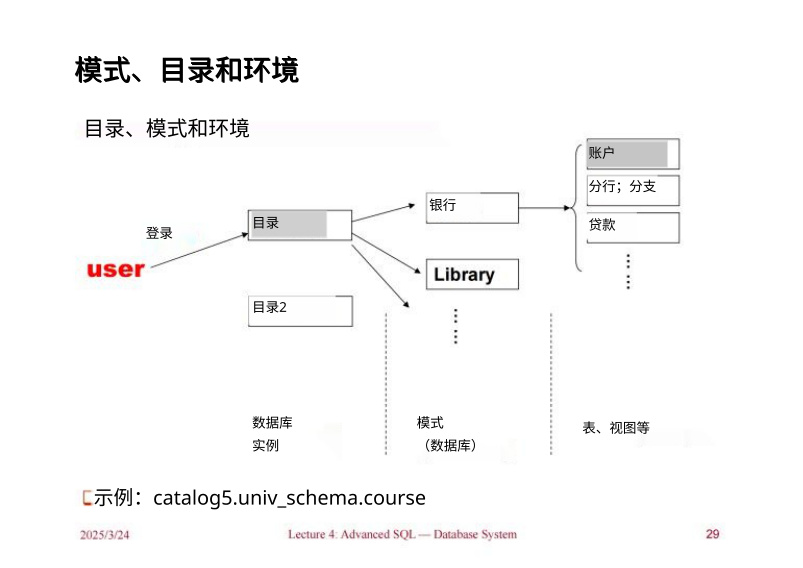 模式、目录和环境
目录、模式和环境
账户
分行；分支
银行
目录
贷款
登录
user
Library
目录2
数据库
实例
模式
（数据库）
表、视图等
示例：catalog5.univ_schema.course
2025/3/24
Lecture 4: Advanced SQL — Database System
29